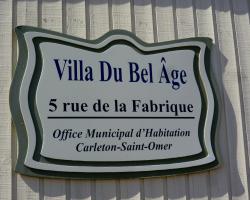 Villa Du Bel Âge
5 rue de la Fabrique
Office Municipal d'Habitation
Carleton-Saint-Omer